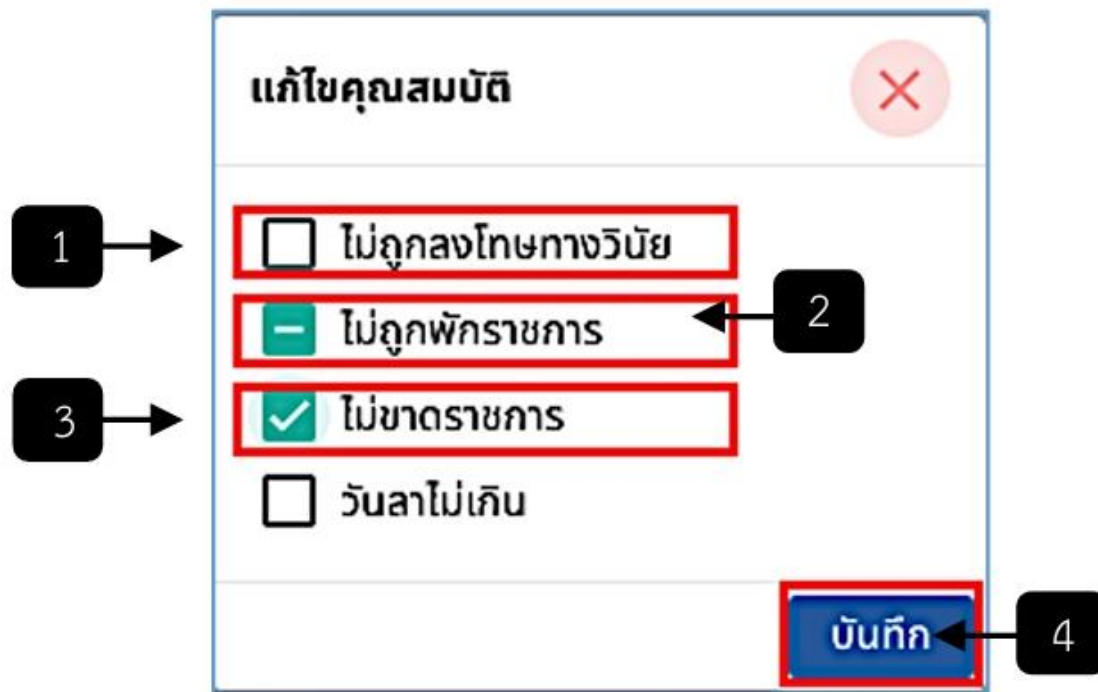 แก้ไขคุณสมบัติ
1
ไม่ถูกลงโทษทางวินัย
ไม่ถูกพักราชการ
2
3
ไม่ขาดราชการ
วันลาไม่เกิน
บันทึก
4